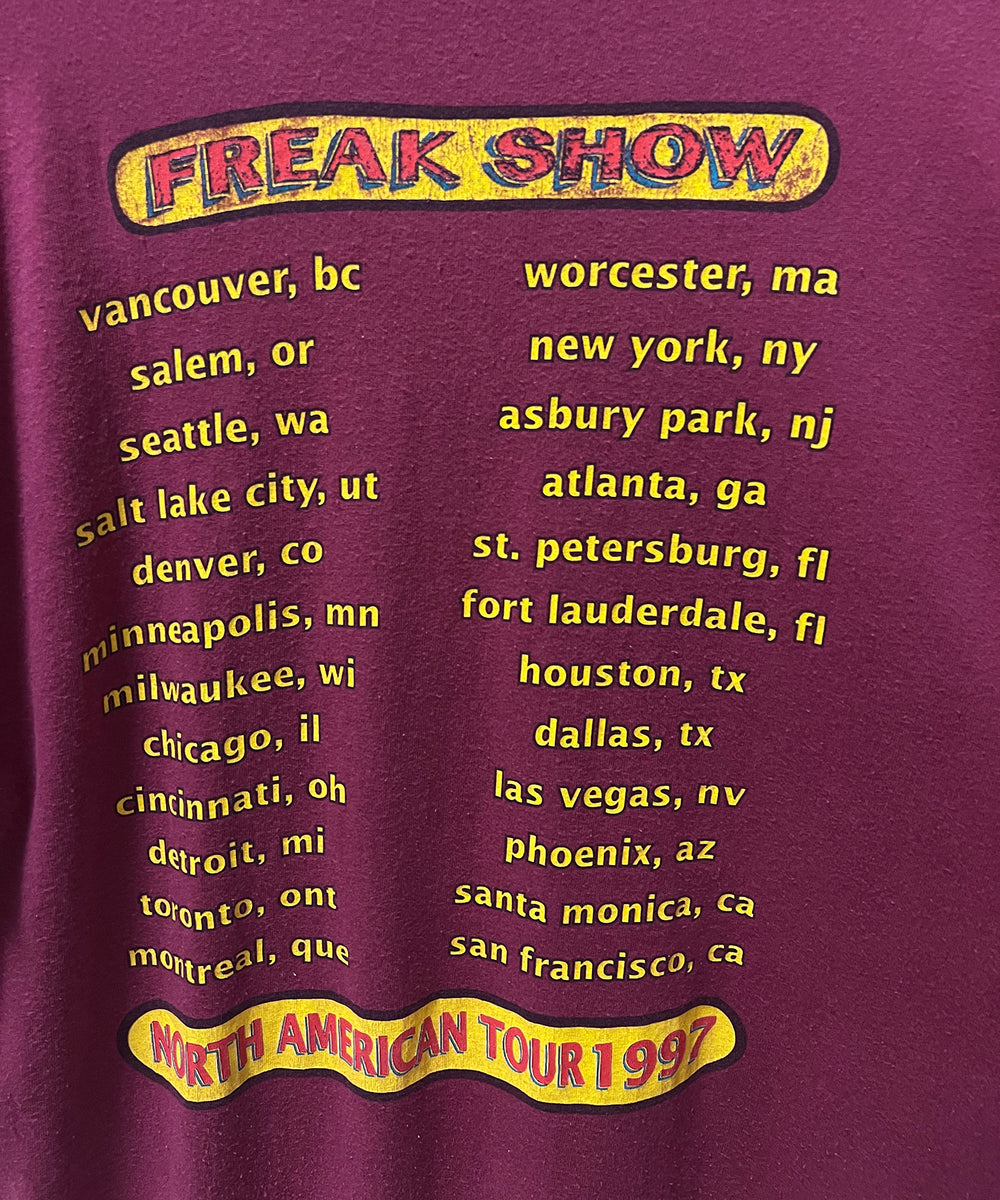 FREAK SHOW
vancouver, bc
salem, or
seattle, wa
salt lake city, ut
denver, co
minneapolis, mn
milwaukee, wi
chicago, il
cincinnati, oh
detroit, mi
toronto, ont
montreal, que
worcester, ma
new york, ny
asbury park, nj
atlanta, ga
st. petersburg, fl
fort lauderdale, fl
houston, tx
dallas, tx
las vegas, nv
phoenix, az
santa monica, ca
san francisco, ca
NORTH AMERICAN TOUR 1997